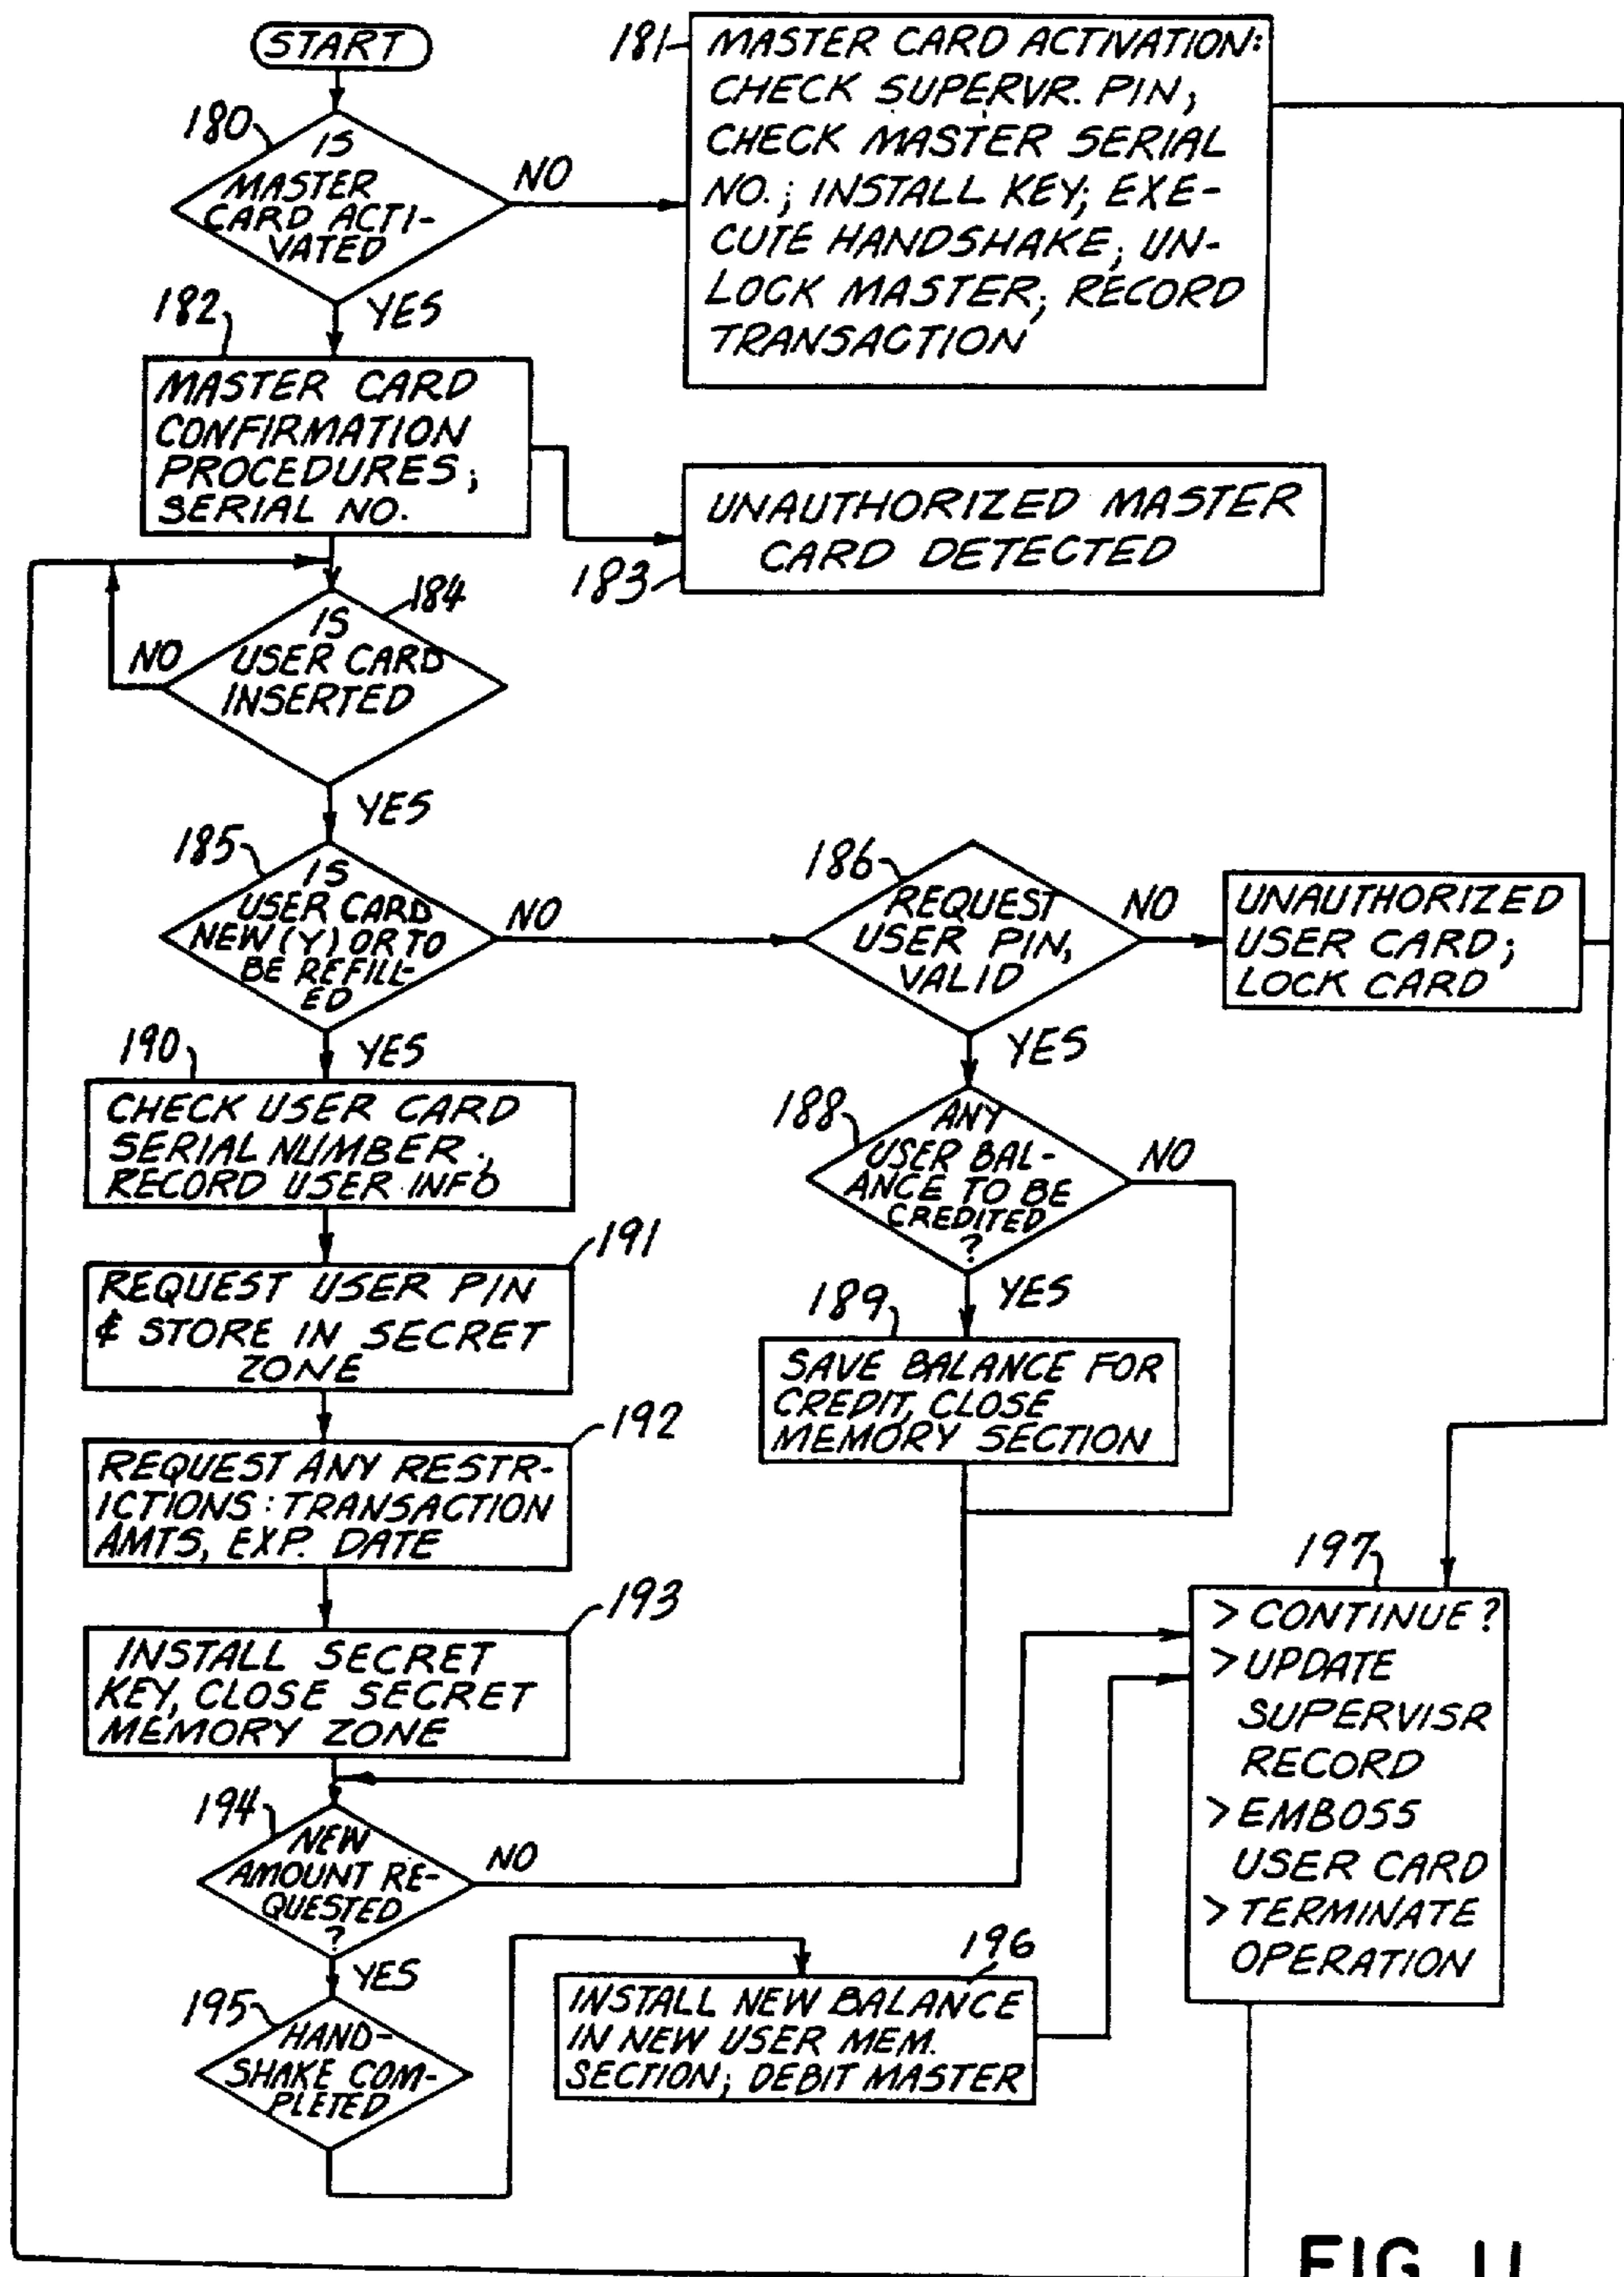 START
180
IS
MASTER
CARD ACTI-
VATED
NO
YES
181
MASTER CARD ACTIVATION:
CHECK SUPERVR. PIN;
CHECK MASTER SERIAL
NO.; INSTALL KEY; EXE-
CUTE HANDSHAKE; UN-
LOCK MASTER; RECORD
TRANSACTION
182
MASTER CARD
CONFIRMATION
PROCEDURES;
SERIAL NO.
UNAUTHORIZED MASTER
CARD DETECTED
183
184
IS
USER CARD
INSERTED
NO
YES
185
IS
USER CARD
NEW (Y) OR TO
BE REFILL-
ED
NO
YES
186
REQUEST
USER PIN,
VALID
NO
YES
UNAUTHORIZED
USER CARD;
LOCK CARD
188
ANY
USER BAL-
ANCE TO BE
CREDITED
?
NO
YES
189
SAVE BALANCE FOR
CREDIT, CLOSE
MEMORY SECTION
190
CHECK USER CARD
SERIAL NUMBER;
RECORD USER INFO
191
REQUEST USER PIN
& STORE IN SECRET
ZONE
192
REQUEST ANY RESTR-
ICTIONS: TRANSACTION
AMTS, EXP. DATE
193
INSTALL SECRET
KEY, CLOSE SECRET
MEMORY ZONE
194
NEW
AMOUNT RE-
QUESTED
?
NO
YES
195
HAND-
SHAKE COM-
PLETED
196
INSTALL NEW BALANCE
IN NEW USER MEM.
SECTION; DEBIT MASTER
197
> CONTINUE?
> UPDATE
SUPERVISR
RECORD
> EMBOSS
USER CARD
> TERMINATE
OPERATION
FIG. 11